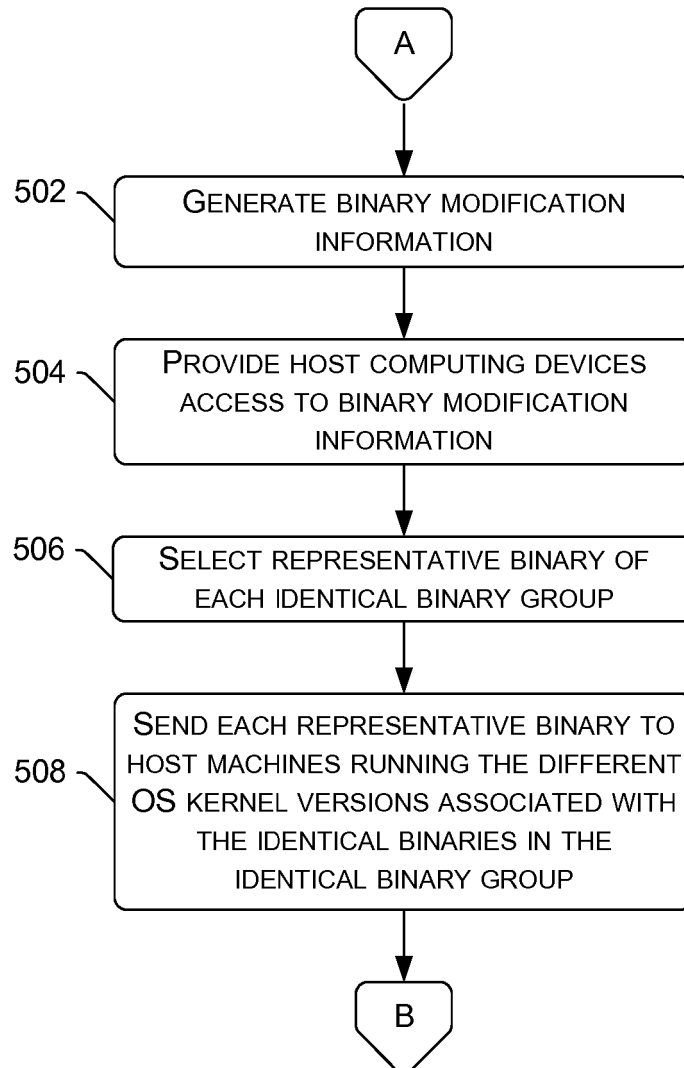 A
502
GENERATE BINARY MODIFICATION
INFORMATION
504
PROVIDE HOST COMPUTING DEVICES
ACCESS TO BINARY MODIFICATION
INFORMATION
506
SELECT REPRESENTATIVE BINARY OF
EACH IDENTICAL BINARY GROUP
508
SEND EACH REPRESENTATIVE BINARY TO
HOST MACHINES RUNNING THE DIFFERENT
OS KERNEL VERSIONS ASSOCIATED WITH
THE IDENTICAL BINARIES IN THE
IDENTICAL BINARY GROUP
B